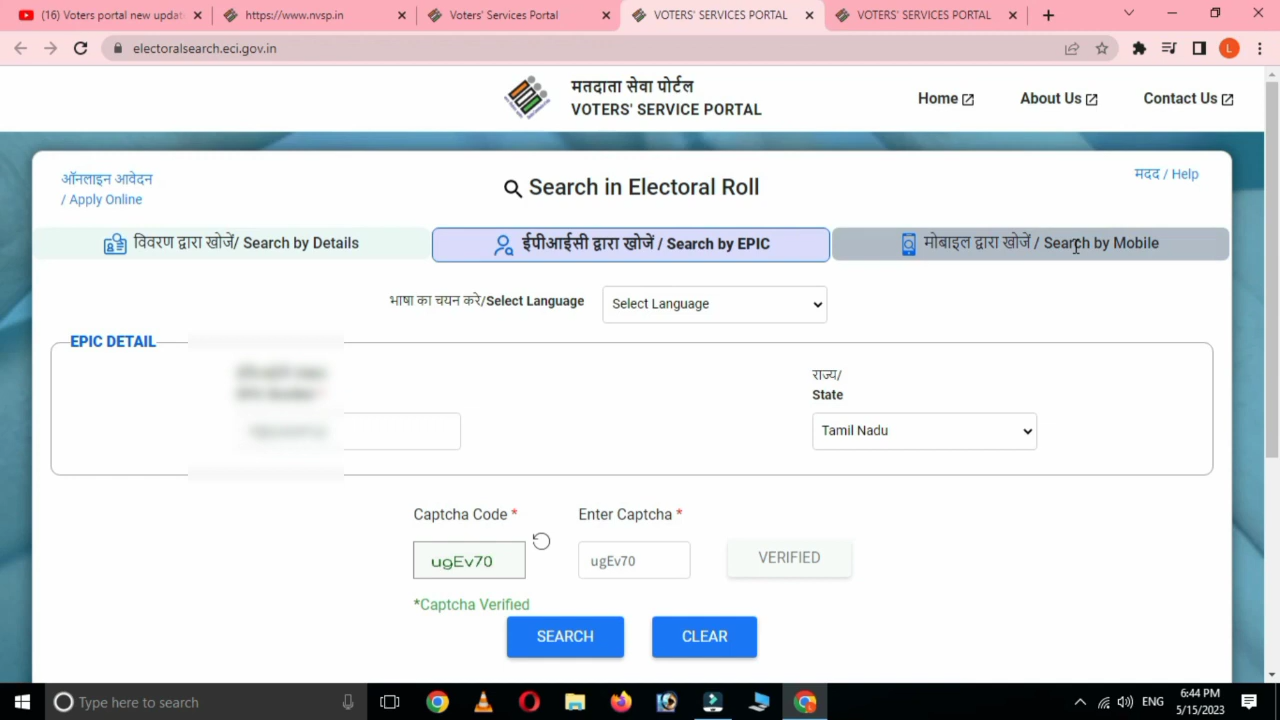 (16) Voters portal new updat
https://www.nvsp.in
Voters' Services Portal
VOTERS' SERVICES PORTAL
VOTERS' SERVICES PORTAL
electoralsearch.eci.gov.in
L
मतदाता सेवा पोर्टल
VOTERS' SERVICE PORTAL
Home
About Us
Contact Us
ऑनलाइन आवेदन
/ Apply Online
Search in Electoral Roll
मदद / Help
विवरण द्वारा खोजें/ Search by Details
ईपीआईसी द्वारा खोजें / Search by EPIC
मोबाइल द्वारा खोजें / Search by Mobile
भाषा का चयन करे/Select Language
Select Language
EPIC DETAIL
राज्य/
State
Tamil Nadu
Captcha Code *
Enter Captcha *
ugEv70
ugEv70
VERIFIED
*Captcha Verified
SEARCH
CLEAR
Type here to search
ENG
6:44 PM
5/15/2023